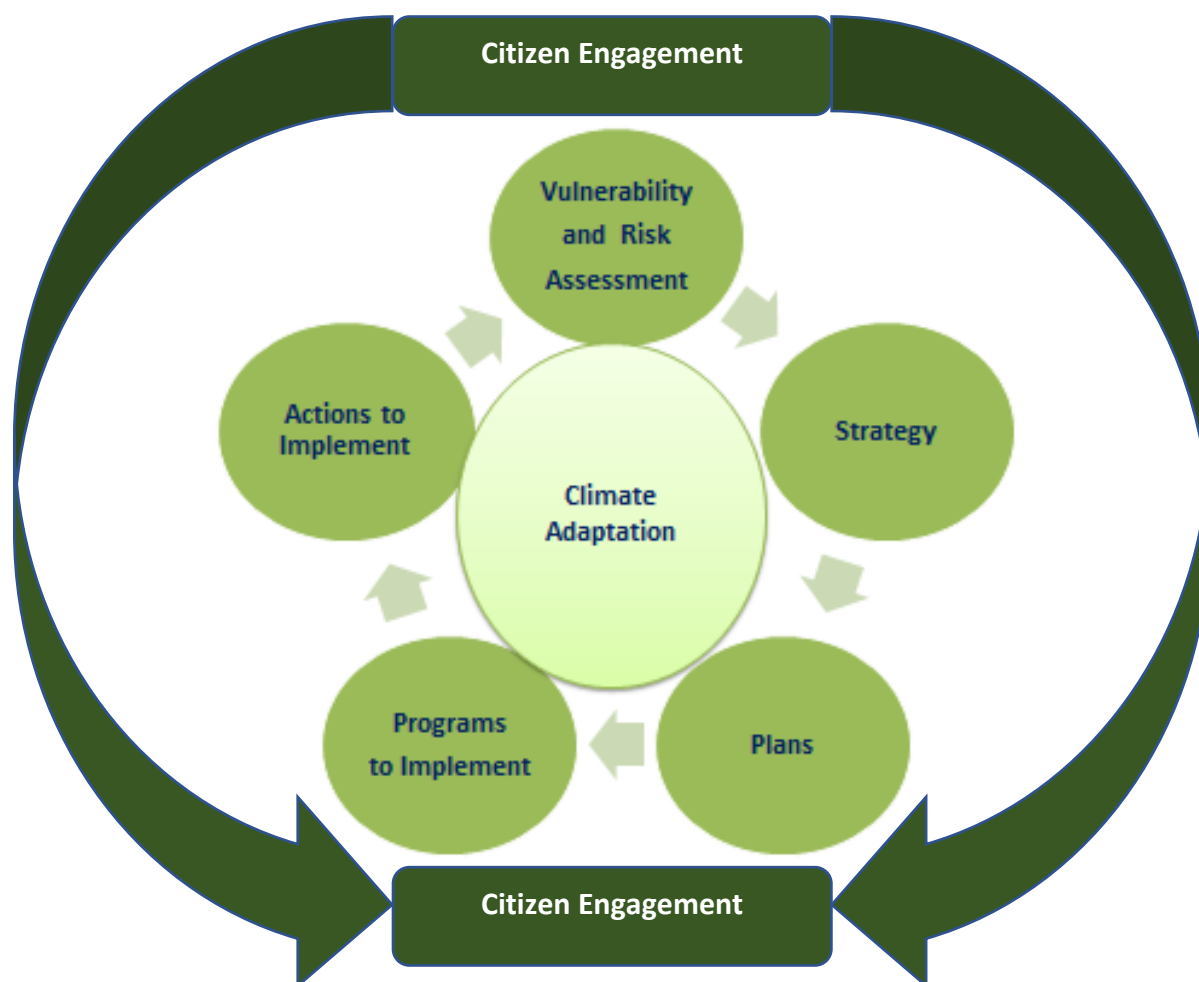 Citizen Engagement
Vulnerability
and Risk
Assessment
Actions to
Implement
Strategy
Climate
Adaptation
Programs
to Implement
Plans
Citizen Engagement